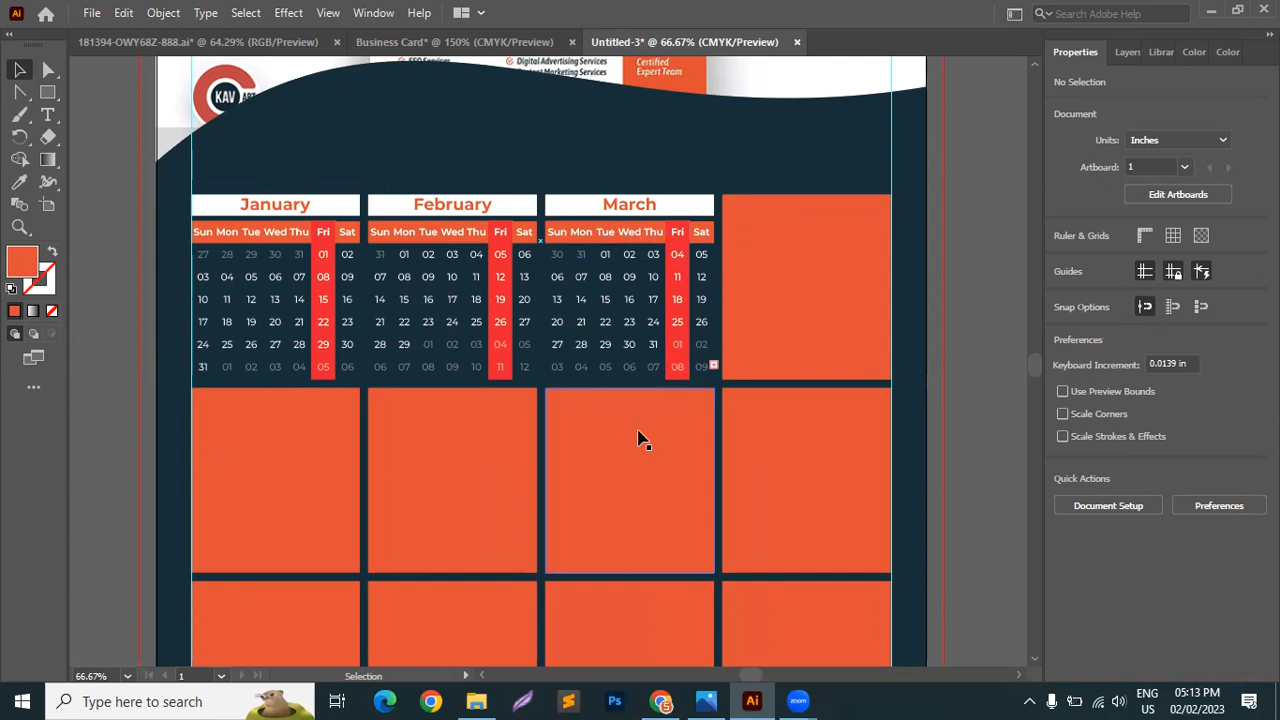 Ai File Edit Object Type Select Effect View Window Help Search Adobe Help
181394-OWY68Z-888.ai* @ 64.29% (RGB/Preview) × Business Card* @ 150% (CMYK/Preview) × Untitled-3* @ 66.67% (CMYK/Preview) ×
Properties Layers Librar Color Color
No Selection
Document
Units: Inches
Artboard: 1
Edit Artboards
Ruler & Grids
Guides
Snap Options
Preferences
Keyboard Increment: 0.0139 in
Use Preview Bounds
Scale Corners
Scale Strokes & Effects
Quick Actions
Document Setup Preferences
Digital Advertising Services
Certified
Expert Team
KAV
January February March
Sun Mon Tue Wed Thu Fri Sat Sun Mon Tue Wed Thu Fri Sat Sun Mon Tue Wed Thu Fri Sat
27 28 29 30 31 01 02 31 01 02 03 04 05 06 30 31 01 02 03 04 05
03 04 05 06 07 08 09 07 08 09 10 11 12 13 06 07 08 09 10 11 12
10 11 12 13 14 15 16 14 15 16 17 18 19 20 13 14 15 16 17 18 19
17 18 19 20 21 22 23 21 22 23 24 25 26 27 20 21 22 23 24 25 26
24 25 26 27 28 29 30 28 29 01 02 03 04 05 27 28 29 30 31 01 02
31 01 02 03 04 05 06 07 08 09 10 11 12 03 04 05 06 07 08 09
66.67% 1 Selection
Type here to search
Ps Ai zoom
ENG
US
05:13 PM
02/02/2023